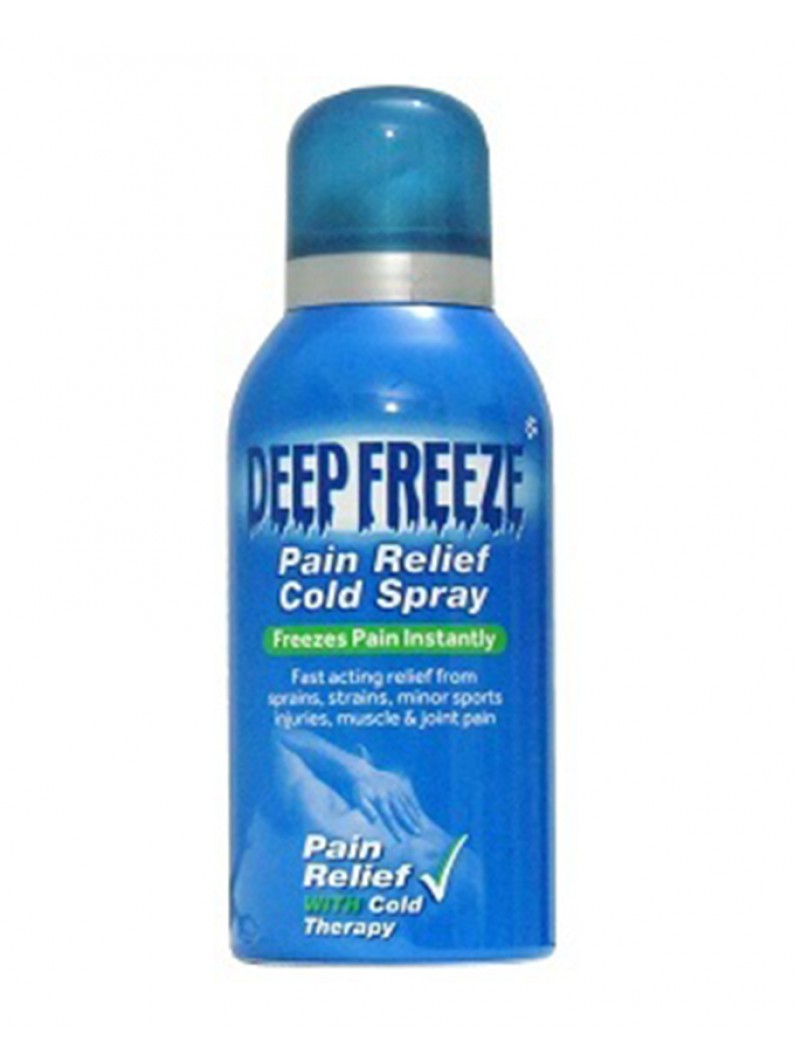 DEEP FREEZE®
Pain Relief
Cold Spray
Freezes Pain Instantly
Fast acting relief from
sprains, strains, minor sports
injuries, muscle & joint pain
Pain
Relief
WITH Cold
Therapy